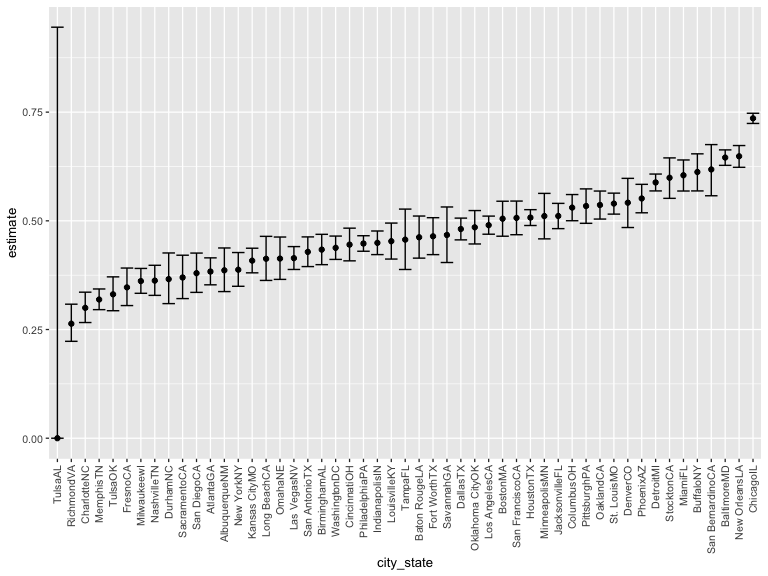 0.75
0.50
0.25
0.00
estimate
TulsaAL
RichmondVA
CharlotteNC
MemphisTN
TulsaOK
FresnoCA
MilwaukeewI
NashvilleTN
DurhamNC
SacramentoCA
San DiegoCA
AtlantaGA
AlbuquerqueNM
New YorkNY
Kansas CityMO
Long BeachCA
OmahaNE
Las VegasNV
San AntonioTX
BirminghamAL
WashingtonDC
CincinnatiOH
PhiladelphiaPA
IndianapolisIN
LouisvilleKY
TampaFL
Baton RougeLA
Fort WorthTX
SavannahGA
DallasTX
Oklahoma CityOK
Los AngelesCA
BostonMA
San FranciscoCA
HoustonTX
MinneapolisMN
JacksonvilleFL
ColumbusOH
PittsburghPA
OaklandCA
St. LouisMO
DenverCO
PhoenixAZ
DetroitMI
StocktonCA
MiamiFL
BuffaloNY
San BernardinoCA
BaltimoreMD
New OrleansLA
ChicagoIL
city_state